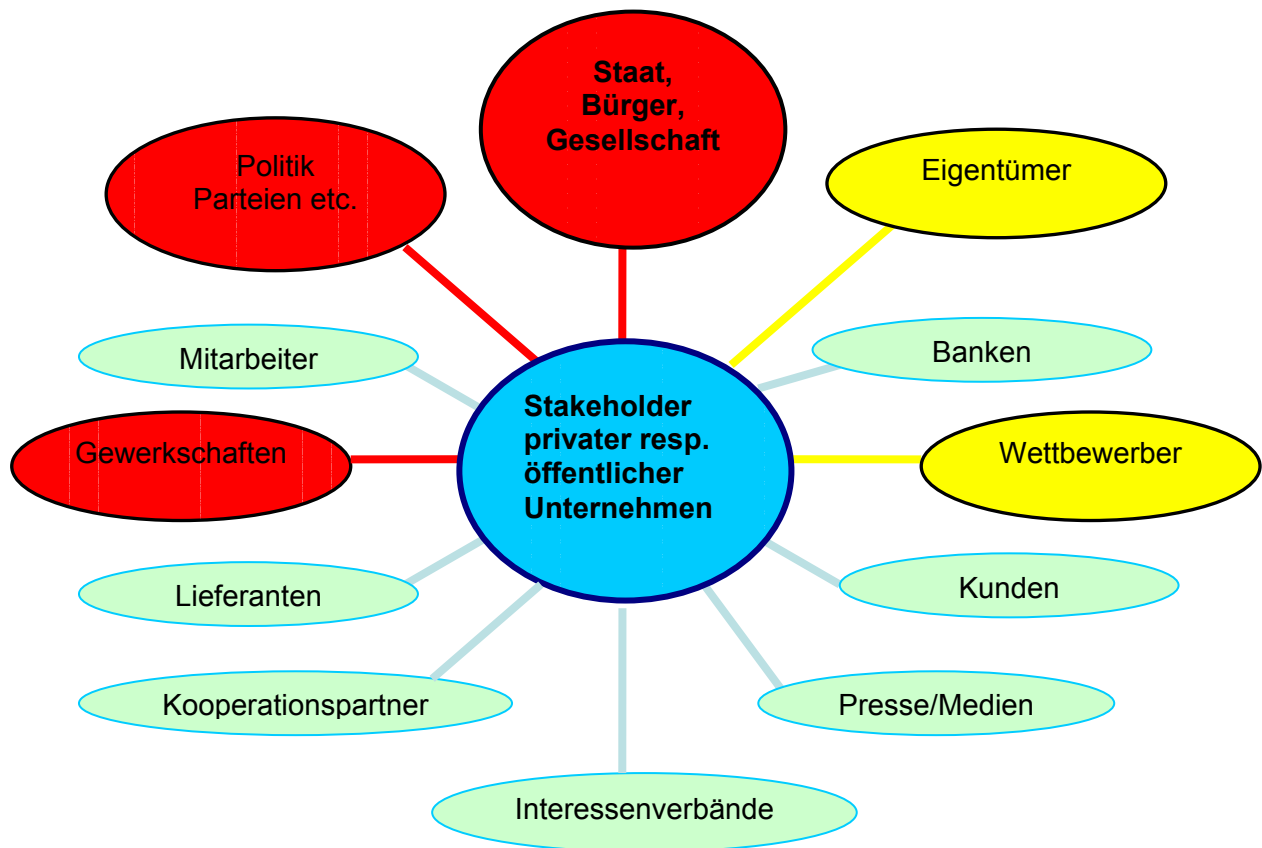 Staat,
Bürger,
Gesellschaft
Politik
Parteien etc.
Eigentümer
Mitarbeiter
Banken
Stakeholder
privater resp.
öffentlicher
Unternehmen
Gewerkschaften
Wettbewerber
Lieferanten
Kunden
Kooperationspartner
Presse/Medien
Interessenverbände